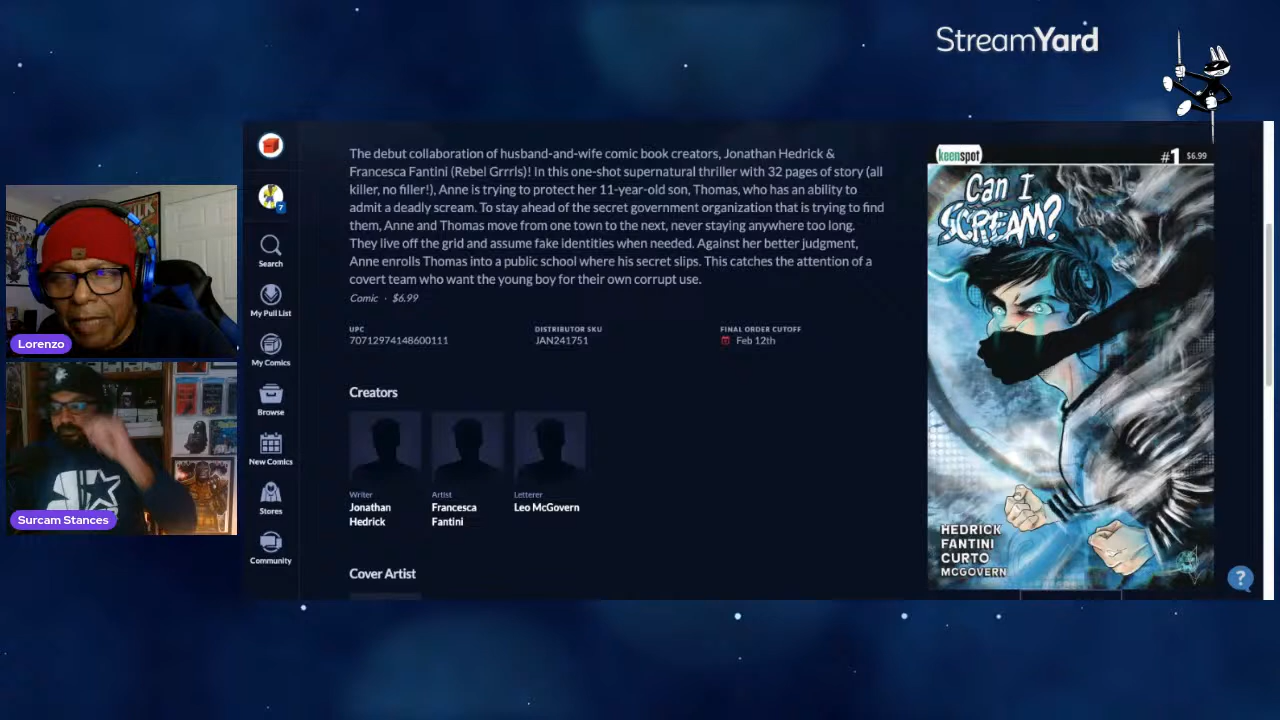 StreamYard
The debut collaboration of husband-and-wife comic book creators, Jonathan Hedrick &
Francesca Fantini (Rebel Grrrls)! In this one-shot supernatural thriller with 32 pages of story (all
killer, no filler!), Anne is trying to protect her 11-year-old son, Thomas, who has an ability to
admit a deadly scream. To stay ahead of the secret government organization that is trying to find
them, Anne and Thomas move from one town to the next, never staying anywhere too long.
They live off the grid and assume fake identities when needed. Against her better judgment,
Anne enrolls Thomas into a public school where his secret slips. This catches the attention of a
covert team who want the young boy for their own corrupt use.
Comic · $6.99
UPC
70712974148600111
DISTRIBUTOR SKU
JAN241751
FINAL ORDER CUTOFF
Feb 12th
Creators
Writer
Jonathan
Hedrick
Artist
Francesca
Fantini
Letterer
Leo McGovern
Cover Artist
7
Search
My Pull List
My Comics
Browse
New Comics
Stores
Community
keenspot
#1 $6.99
Can I
SCREAM?
HEDRICK
FANTINI
CURTO
MCGOVERN
?
Lorenzo
Surcam Stances